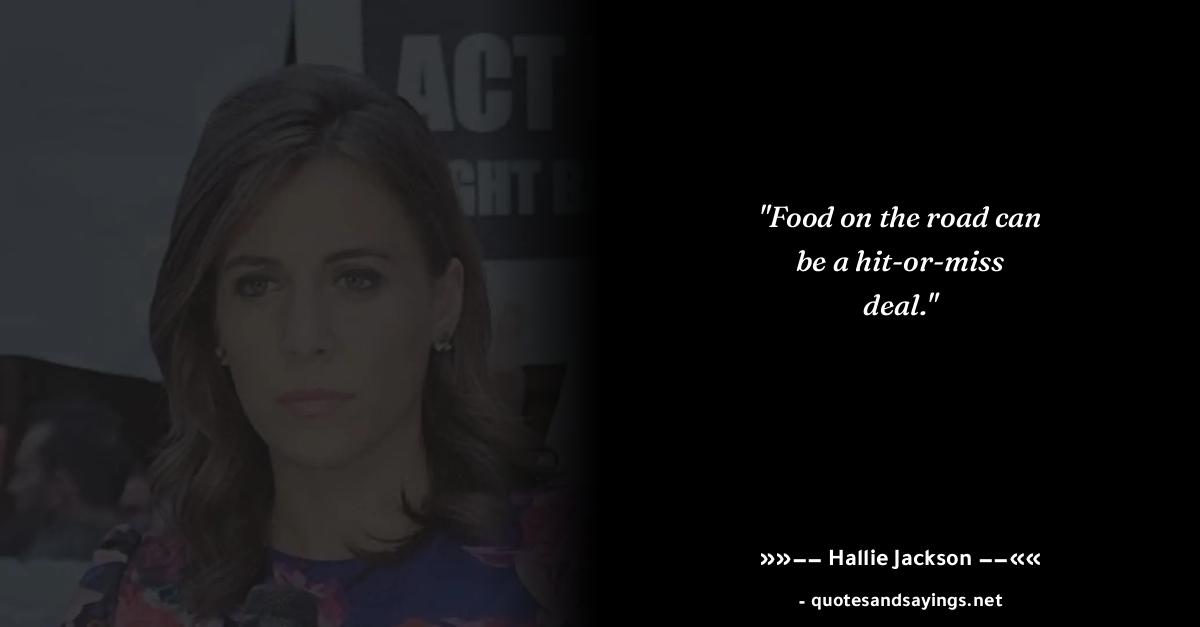 ACT
GHT B
"Food on the road can
be a hit-or-miss
deal."
»»–– Hallie Jackson ––««
- quotesandsayings.net